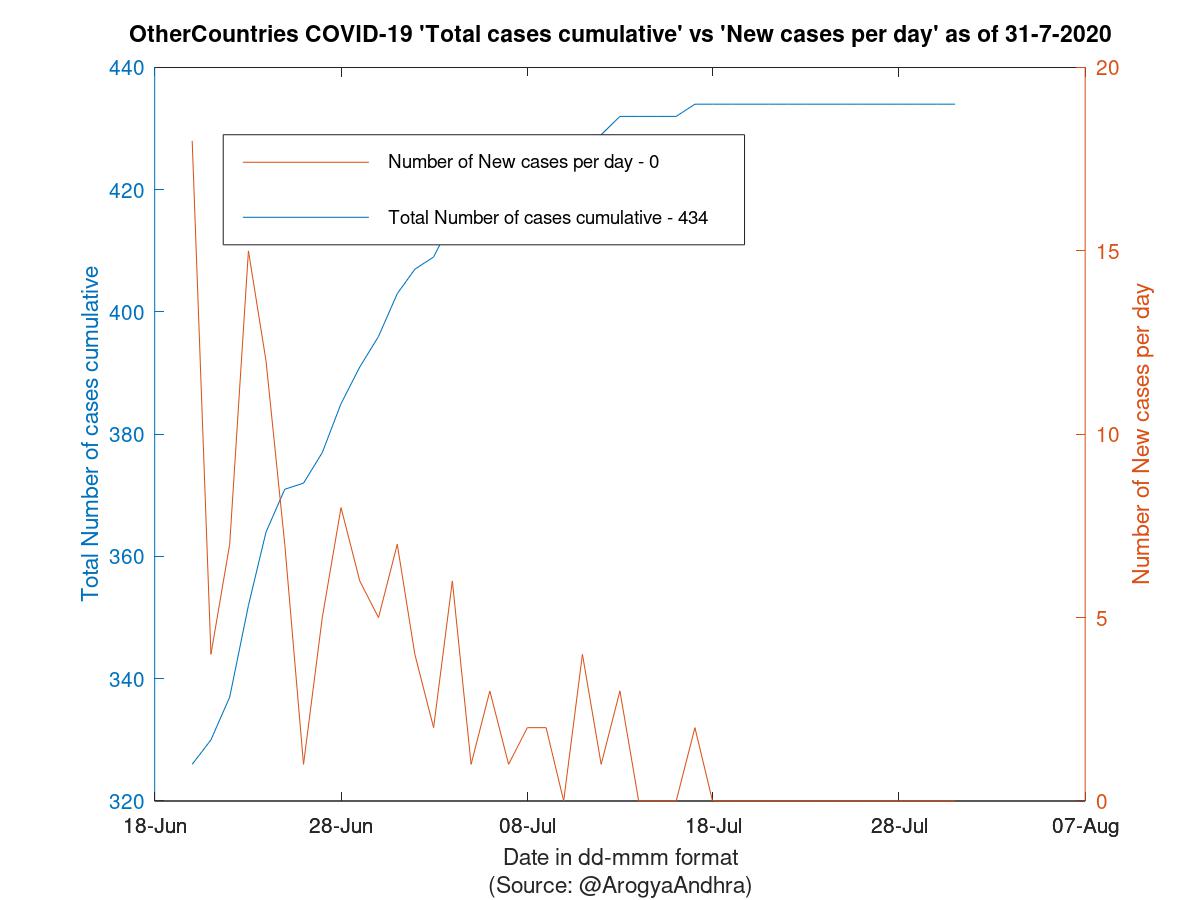 OtherCountries COVID-19 'Total cases cumulative' vs 'New cases per day' as of 31-7-2020
440
420
400
380
360
340
320
Total Number of cases cumulative
Number of New cases per day - 0
Total Number of cases cumulative - 434
20
15
10
5
0
Number of New cases per day
18-Jun 28-Jun 08-Jul 18-Jul 28-Jul 07-Aug
Date in dd-mmm format
(Source: @ArogyaAndhra)